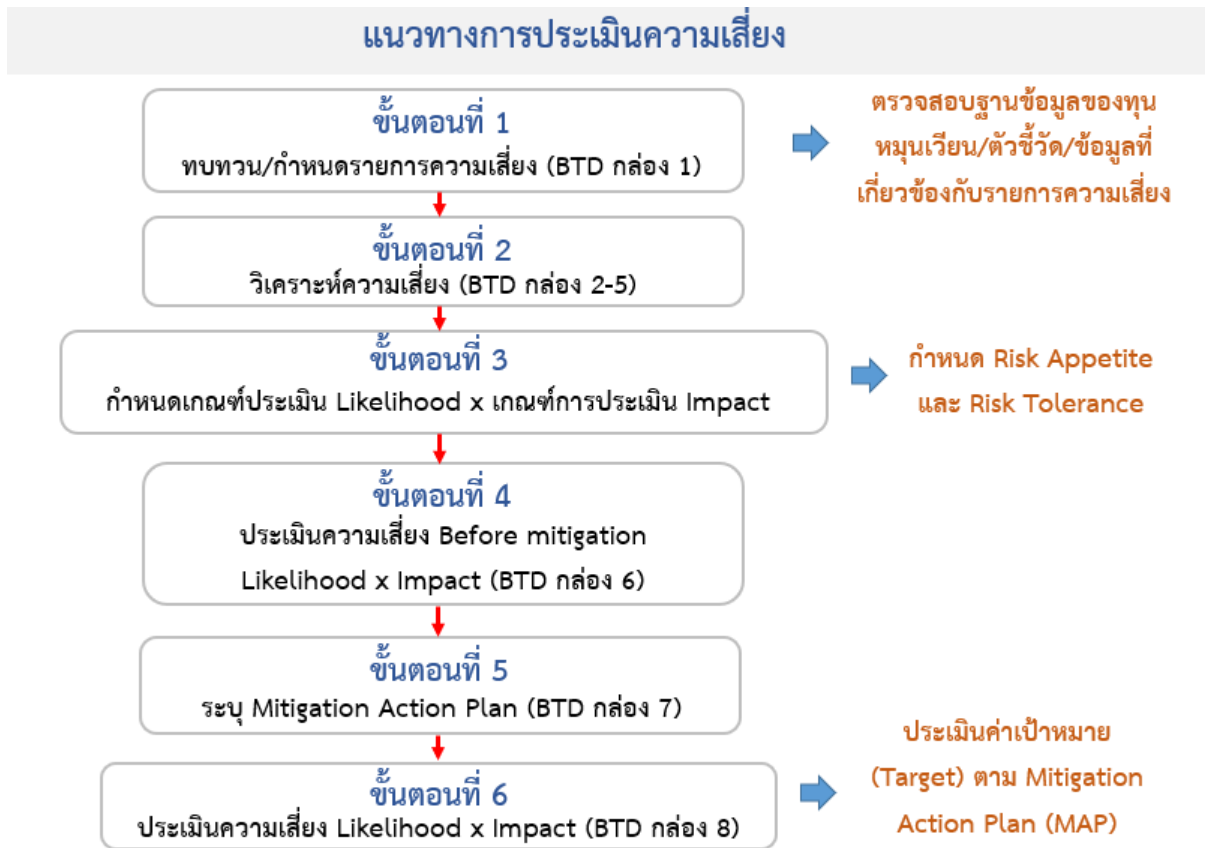 แนวทางการประเมินความเสี่ยง
ขั้นตอนที่ 1
ทบทวน/กำหนดรายการความเสี่ยง (BTD กล่อง 1)
ตรวจสอบฐานข้อมูลของทุน
หมุนเวียน/ตัวชี้วัด/ข้อมูลที่
เกี่ยวข้องกับรายการความเสี่ยง
ขั้นตอนที่ 2
วิเคราะห์ความเสี่ยง (BTD กล่อง 2-5)
ขั้นตอนที่ 3
กำหนดเกณฑ์ประเมิน Likelihood x เกณฑ์การประเมิน Impact
กำหนด Risk Appetite
และ Risk Tolerance
ขั้นตอนที่ 4
ประเมินความเสี่ยง Before mitigation
Likelihood x Impact (BTD กล่อง 6)
ขั้นตอนที่ 5
ระบุ Mitigation Action Plan (BTD กล่อง 7)
ขั้นตอนที่ 6
ประเมินความเสี่ยง Likelihood x Impact (BTD กล่อง 8)
ประเมินค่าเป้าหมาย
(Target) ตาม Mitigation
Action Plan (MAP)